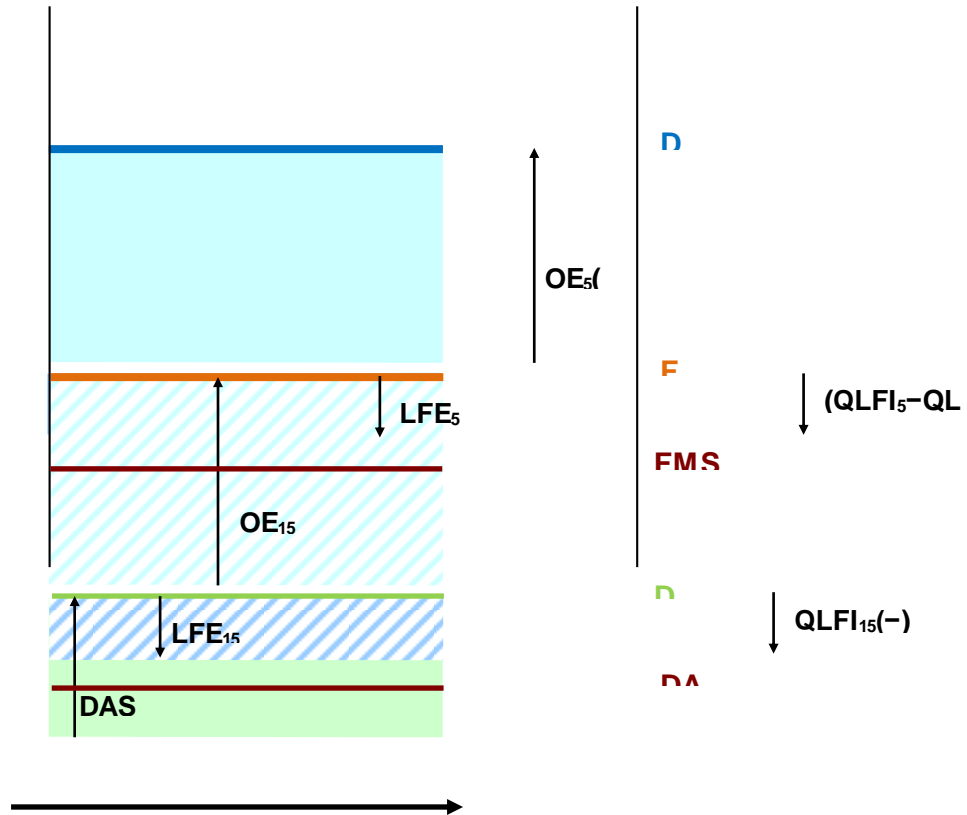 D
OE₅(
F
LFE₅
(QLFI₅–QL
EMS
OE₁₅
D
LFE₁₅
QLFI₁₅(–)
DA
DAS